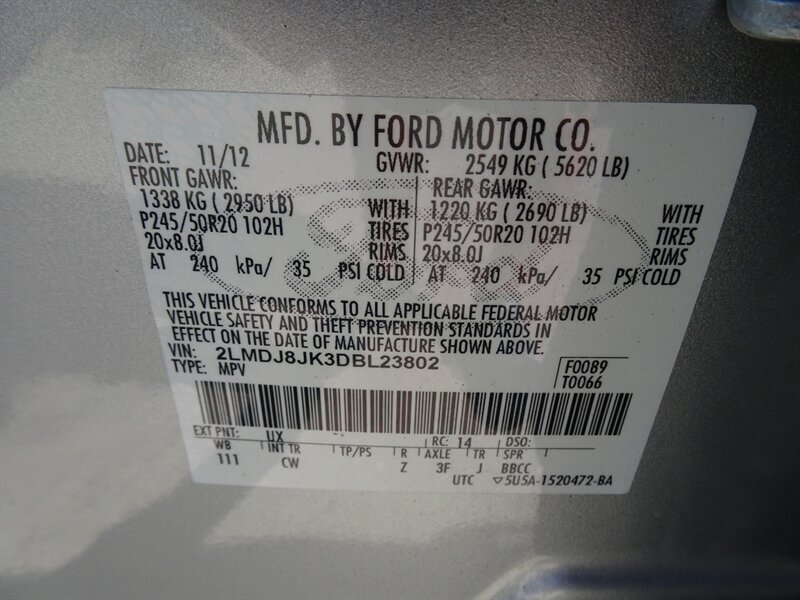 MFD. BY FORD MOTOR CO.
DATE: 11/12 GVWR: 2549 KG ( 5620 LB)
FRONT GAWR: REAR GAWR:
1338 KG ( 2950 LB) WITH 1220 KG ( 2690 LB) WITH
P245/50R20 102H TIRES P245/50R20 102H TIRES
20x8.0J RIMS 20x8.0J RIMS
AT 240 kPa/ 35 PSI COLD AT 240 kPa/ 35 PSI COLD
THIS VEHICLE CONFORMS TO ALL APPLICABLE FEDERAL MOTOR
VEHICLE SAFETY AND THEFT PREVENTION STANDARDS IN
EFFECT ON THE DATE OF MANUFACTURE SHOWN ABOVE.
VIN: 2LMDJ8JK3DBL23802
TYPE: MPV
F0089
T0066
EXT PNT: UX RC: 14 DSO:
WB INT TR TP/PS R AXLE TR SPR
111 CW Z 3F J BBCC
UTC ▽5U5A-1520472-BA